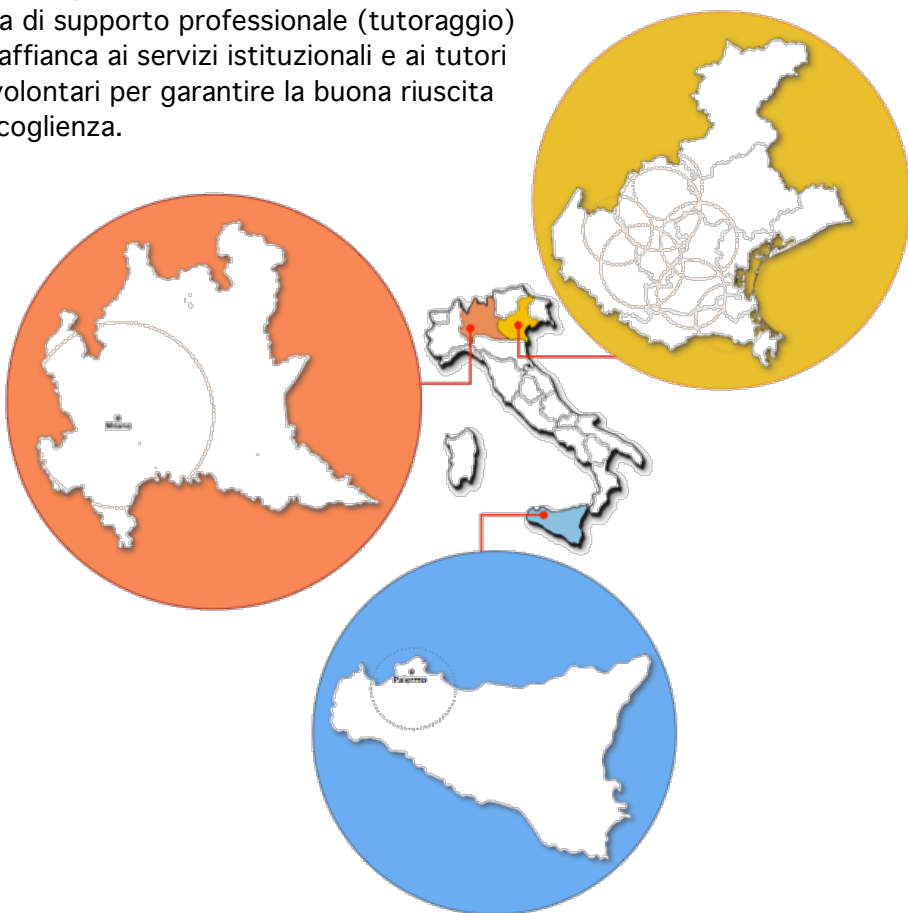 a di supporto professionale (tutoraggio)
affianca ai servizi istituzionali e ai tutori
volontari per garantire la buona riuscita
coglienza.
Milano
Palermo